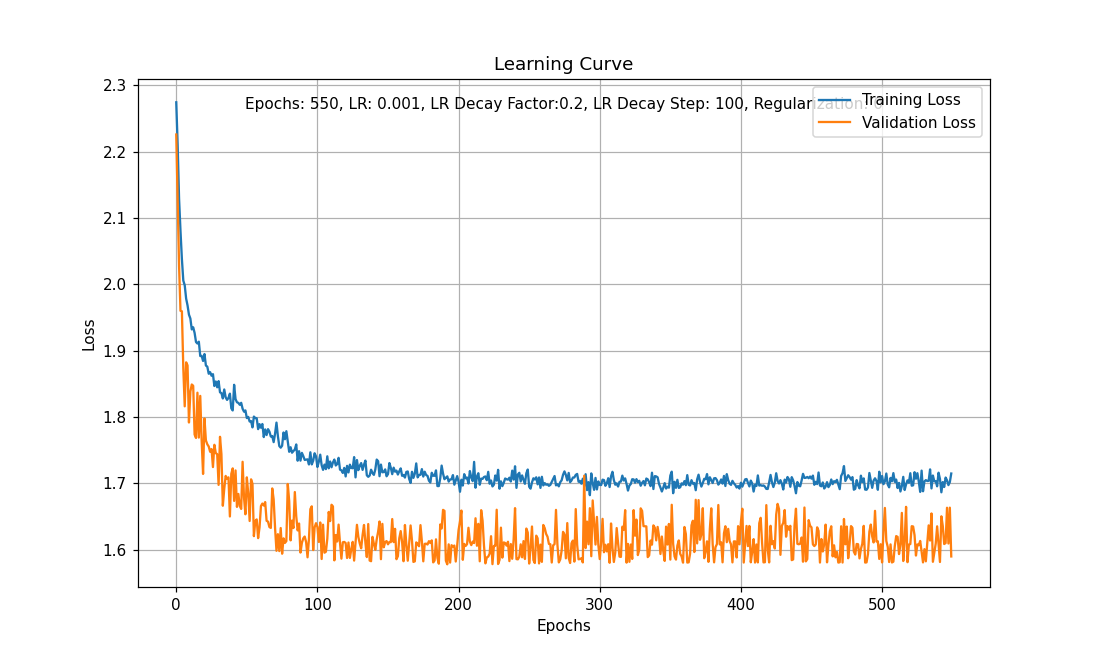 Learning Curve
Epochs: 550, LR: 0.001, LR Decay Factor:0.2, LR Decay Step: 100, Regularization: 0
Training Loss
Validation Loss
2.3
2.2
2.1
2.0
1.9
1.8
1.7
1.6
Loss
0 100 200 300 400 500
Epochs